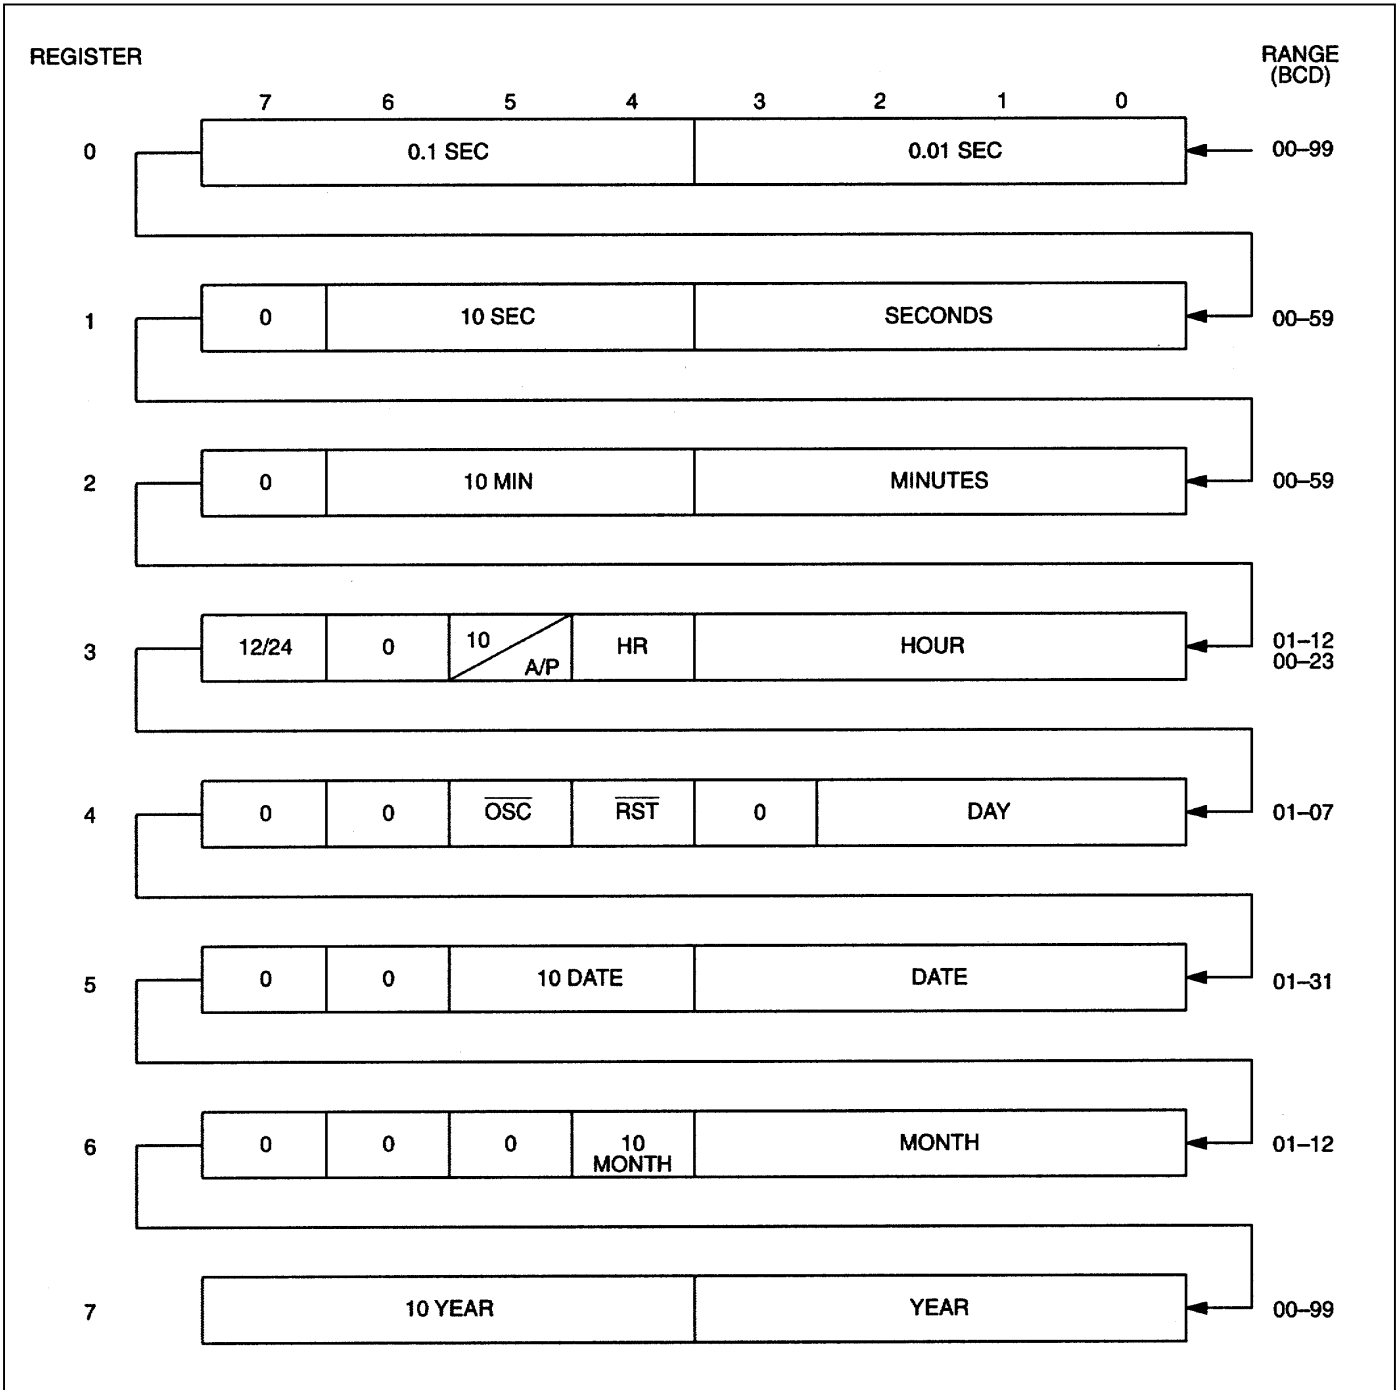 REGISTER
RANGE
(BCD)
7 6 5 4 3 2 1 0
0 0.1 SEC 0.01 SEC 00–99
1 0 10 SEC SECONDS 00–59
2 0 10 MIN MINUTES 00–59
3 12/24 0 10 A/P HR HOUR 01–12
00–23
4 0 0 OSC RST 0 DAY 01–07
5 0 0 10 DATE DATE 01–31
6 0 0 0 10 MONTH MONTH 01–12
7 10 YEAR YEAR 00–99